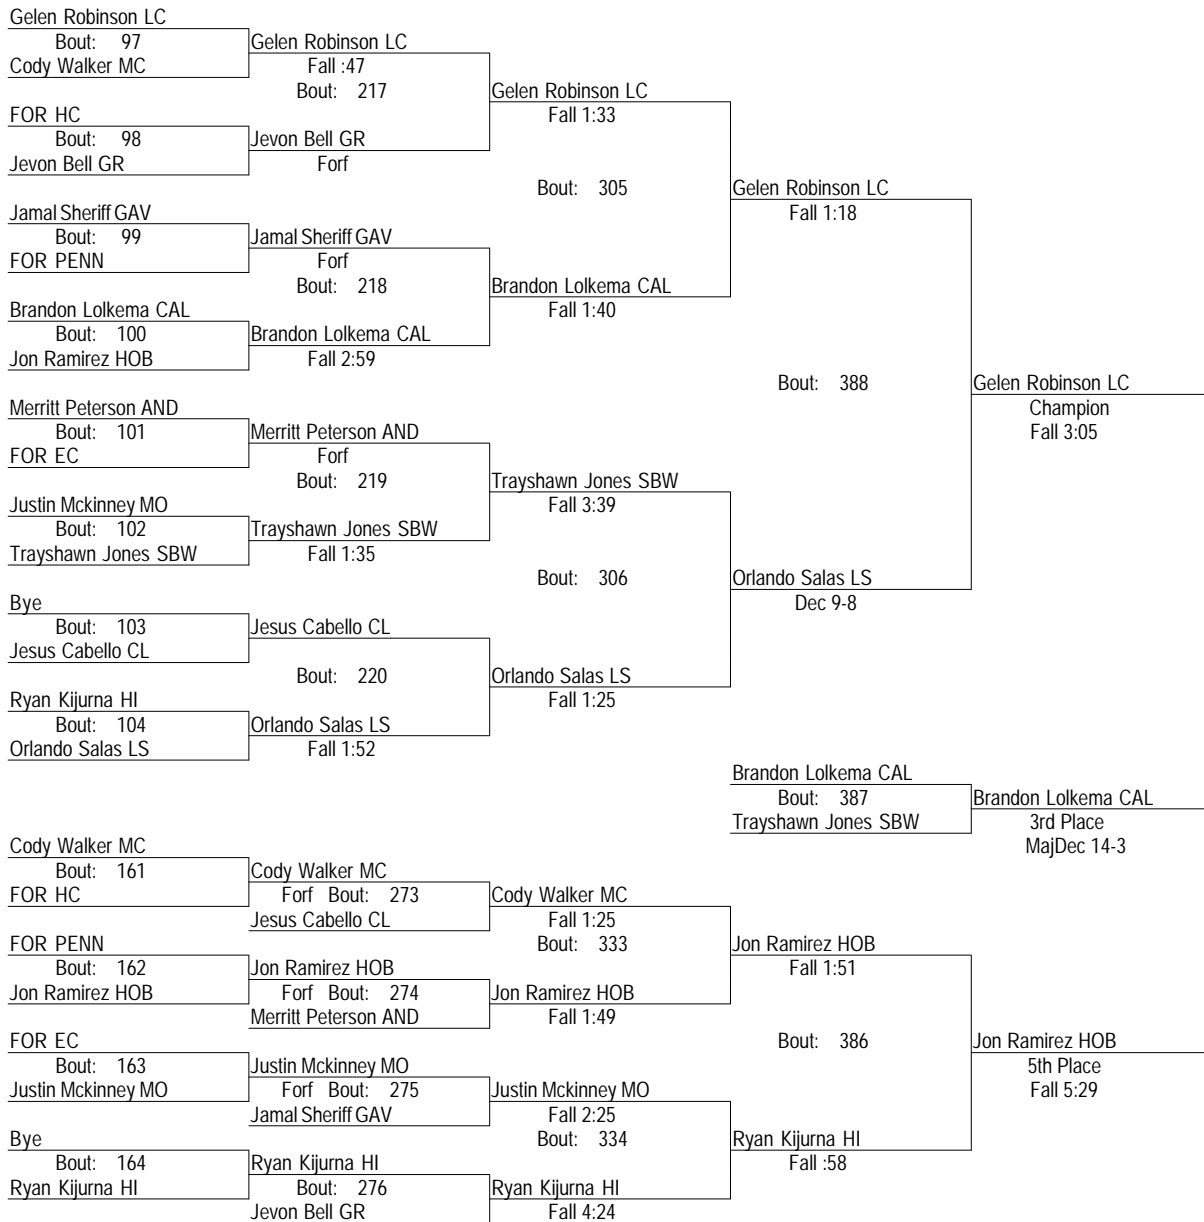 Gelen Robinson LC
Bout: 97
Gelen Robinson LC
Cody Walker MC
Fall :47
Bout: 217
Gelen Robinson LC
FOR HC
Fall 1:33
Bout: 98
Jevon Bell GR
Jevon Bell GR
Forf
Bout: 305
Gelen Robinson LC
Jamal Sheriff GAV
Fall 1:18
Bout: 99
Jamal Sheriff GAV
FOR PENN
Forf
Bout: 218
Brandon Lolkema CAL
Brandon Lolkema CAL
Fall 1:40
Bout: 100
Brandon Lolkema CAL
Jon Ramirez HOB
Fall 2:59
Bout: 388
Gelen Robinson LC
Merritt Peterson AND
Champion
Bout: 101
Merritt Peterson AND
Fall 3:05
FOR EC
Forf
Bout: 219
Trayshawn Jones SBW
Justin Mckinney MO
Fall 3:39
Bout: 102
Trayshawn Jones SBW
Trayshawn Jones SBW
Fall 1:35
Bout: 306
Orlando Salas LS
Bye
Dec 9-8
Bout: 103
Jesus Cabello CL
Jesus Cabello CL
Bout: 220
Orlando Salas LS
Ryan Kijurna HI
Fall 1:25
Bout: 104
Orlando Salas LS
Orlando Salas LS
Fall 1:52
Brandon Lolkema CAL
Bout: 387
Brandon Lolkema CAL
Trayshawn Jones SBW
3rd Place
MajDec 14-3
Cody Walker MC
Bout: 161
Cody Walker MC
FOR HC
Forf Bout: 273
Cody Walker MC
Jesus Cabello CL
Fall 1:25
FOR PENN
Bout: 333
Jon Ramirez HOB
Bout: 162
Jon Ramirez HOB
Fall 1:51
Jon Ramirez HOB
Forf Bout: 274
Jon Ramirez HOB
Merritt Peterson AND
Fall 1:49
FOR EC
Bout: 386
Jon Ramirez HOB
Bout: 163
Justin Mckinney MO
5th Place
Justin Mckinney MO
Forf Bout: 275
Justin Mckinney MO
Fall 5:29
Jamal Sheriff GAV
Fall 2:25
Bye
Bout: 334
Ryan Kijurna HI
Bout: 164
Ryan Kijurna HI
Fall :58
Ryan Kijurna HI
Bout: 276
Ryan Kijurna HI
Jevon Bell GR
Fall 4:24